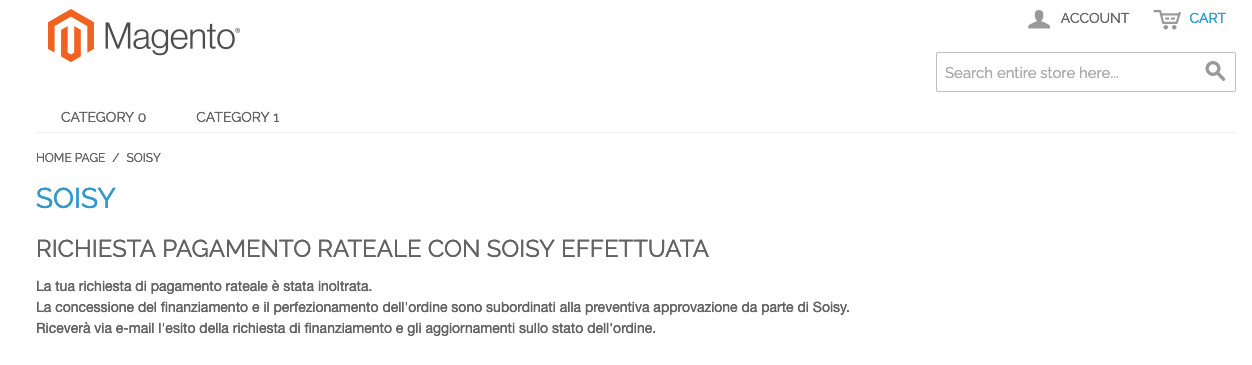 Magento®
ACCOUNT
CART
Search entire store here...
CATEGORY 0
CATEGORY 1
HOME PAGE / SOISY
SOISY
RICHIESTA PAGAMENTO RATEALE CON SOISY EFFETTUATA
La tua richiesta di pagamento rateale è stata inoltrata.
La concessione del finanziamento e il perfezionamento dell'ordine sono subordinati alla preventiva approvazione da parte di Soisy.
Riceverà via e-mail l'esito della richiesta di finanziamento e gli aggiornamenti sullo stato dell'ordine.